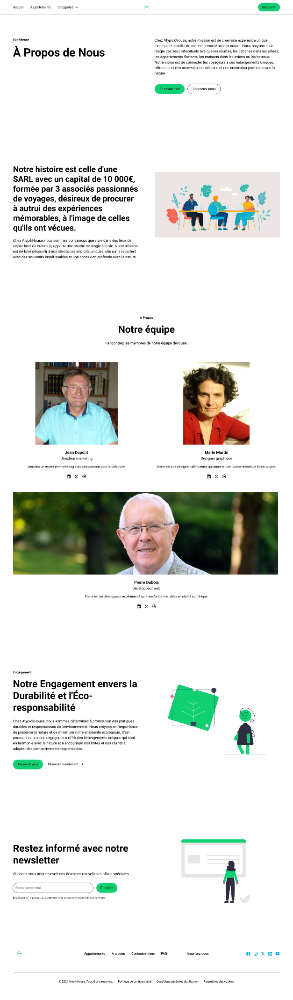 Accueil
Appartements
Categories
Découvrir
Expérience
À Propos de Nous
Chez AtypickHouse, notre mission est de créer une expérience unique,
iconique et insolite de vie en harmonie avec la nature. Nous croyons en la
magie des lieux inhabituels tels que les yourtes, les cabanes dans les arbres,
les appartements flottants, les maisons dans les avions ou les bateaux.
Notre vision est de connecter les voyageurs à ces hébergements uniques,
offrant ainsi des souvenirs inoubliables et une connexion profonde avec la
nature.
En savoir plus
Contactez-nous
Notre histoire est celle d'une
SARL avec un capital de 10 000€,
formée par 3 associés passionnés
de voyages, désireux de procurer
à autrui des expériences
mémorables, à l'image de celles
qu'ils ont vécues.
Chez AtypikHouse, nous sommes convaincus que vivre dans des lieux de
séjour hors du commun, apporte une touche de magie à la vie. Notre mission
est de faire découvrir à nos clients ces endroits uniques, afin qu'ils repartent
avec des souvenirs impérissables et une connexion profonde avec la nature.
À Propos
Notre équipe
Rencontrez les membres de notre équipe dévouée.
Jean Dupont
Directeur marketing
Jean est un expert en marketing avec une passion pour la créativité.
Marie Martin
Designer graphique
Marie est une designer talentueuse qui apporte une touche artistique à nos projets.
Pierre Dubois
Développeur web
Pierre est un développeur expérimenté qui transforme nos idées en réalité numérique.
Engagement
Notre Engagement envers la
Durabilité et l'Éco-
responsabilité
Chez AtypickHouse, nous sommes déterminés à promouvoir des pratiques
durables et respectueuses de l'environnement. Nous croyons en l'importance
de préserver la nature et de minimiser notre empreinte écologique. C'est
pourquoi nous nous engageons à offrir des hébergements uniques qui sont
en harmonie avec la nature et à encourager nos hôtes et nos clients à
adopter des comportements responsables.
En savoir plus
Réservez maintenant
Restez informé avec notre
newsletter
Abonnez-vous pour recevoir nos dernières nouvelles et offres spéciales
Entrez votre email
S'inscrire
En cliquant sur S'inscrire, vous confirmez votre accord avec nos Conditions Générales.
Appartements
A propos
Contactez-nous
FAQ
Inscrivez-vous
© 2024 AtypikHouse. Tous droits réservés.
Politique de confidentialité
Conditions générales d'utilisation
Paramètres des cookies